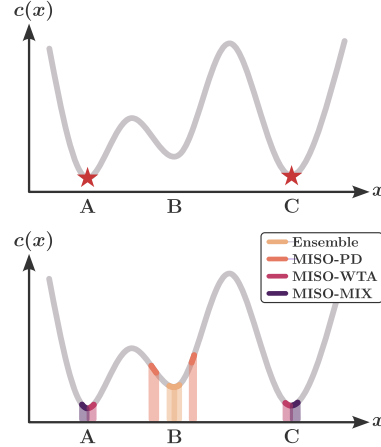 c(x)
x
A B C
c(x)
Ensemble
MISO-PD
MISO-WTA
MISO-MIX
x
A B C